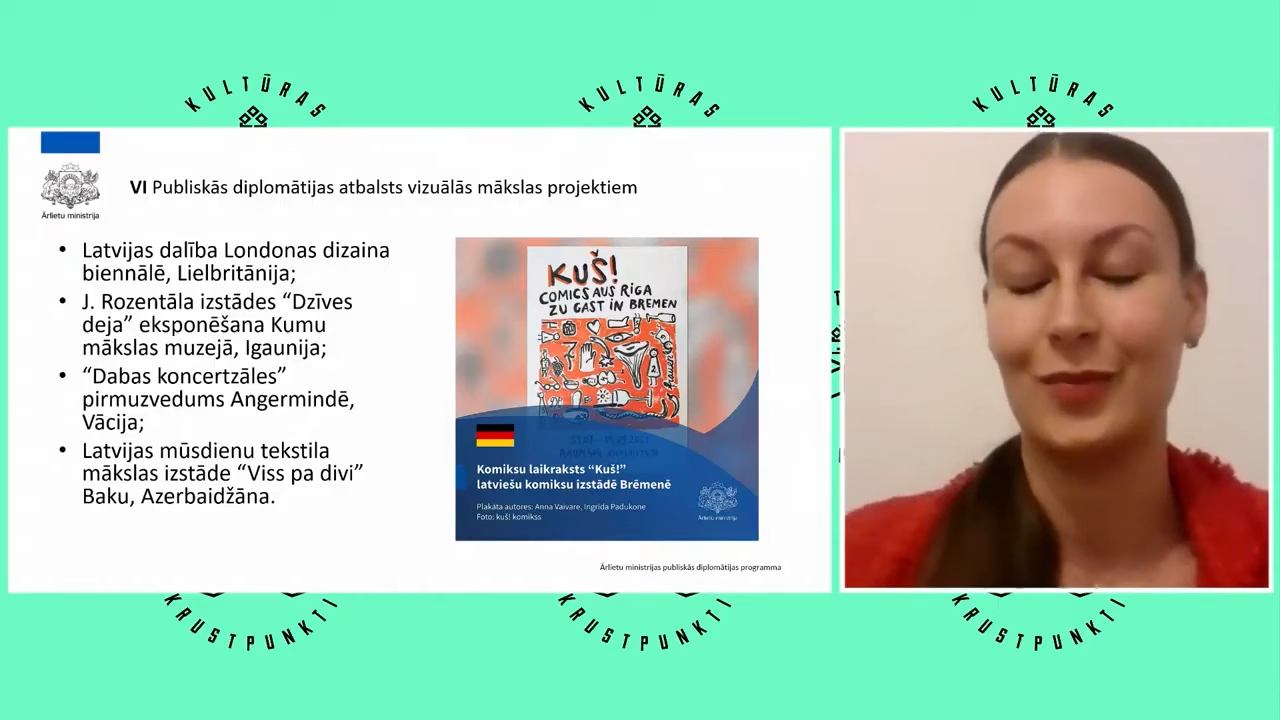 KULTŪRAS
KULTŪRAS
KULTŪRAS
Ārlietu ministrija
VI Publiskās diplomātijas atbalsts vizuālās mākslas projektiem
• Latvijas dalība Londonas dizaina
biennālē, Lielbritānija;
• J. Rozentāla izstādes “Dzīves
deja” eksponēšana Kumu
mākslas muzejā, Igaunija;
• “Dabas koncertzāles”
pirmuzvedums Angermindē,
Vācija;
• Latvijas mūsdienu tekstila
mākslas izstāde “Viss pa divi”
Baku, Azerbaidžāna.
KUŠ!
COMICS AUS RIGA
ZU GAST IN BREMEN
Komiksu laikraksts “Kuš!”
latviešu komiksu izstādē Brēmenē
Plakāta autores: Anna Vaivare, Ingrīda Padukone
Foto: kuš! komikss
Ārlietu ministrija
Ārlietu ministrijas publiskās diplomātijas programma
KRUSTPUNKTI
KRUSTPUNKTI
KRUSTPUNKTI